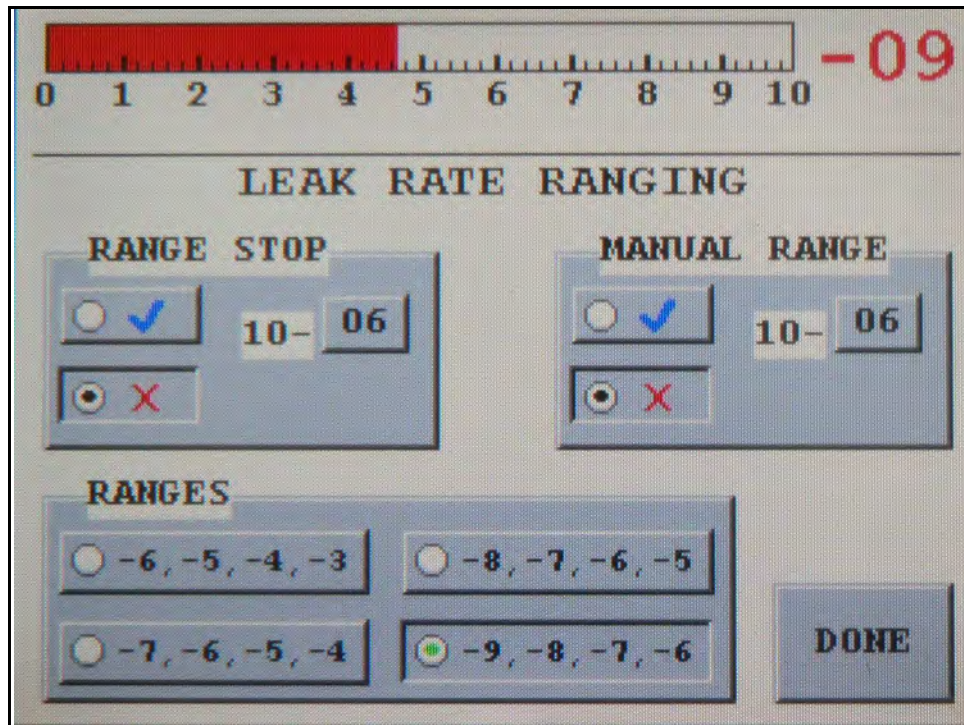 -09
0 1 2 3 4 5 6 7 8 9 10
LEAK RATE RANGING
RANGE STOP
10- 06
MANUAL RANGE
10- 06
RANGES
-6,-5,-4,-3
-8,-7,-6,-5
-7,-6,-5,-4
-9,-8,-7,-6
DONE